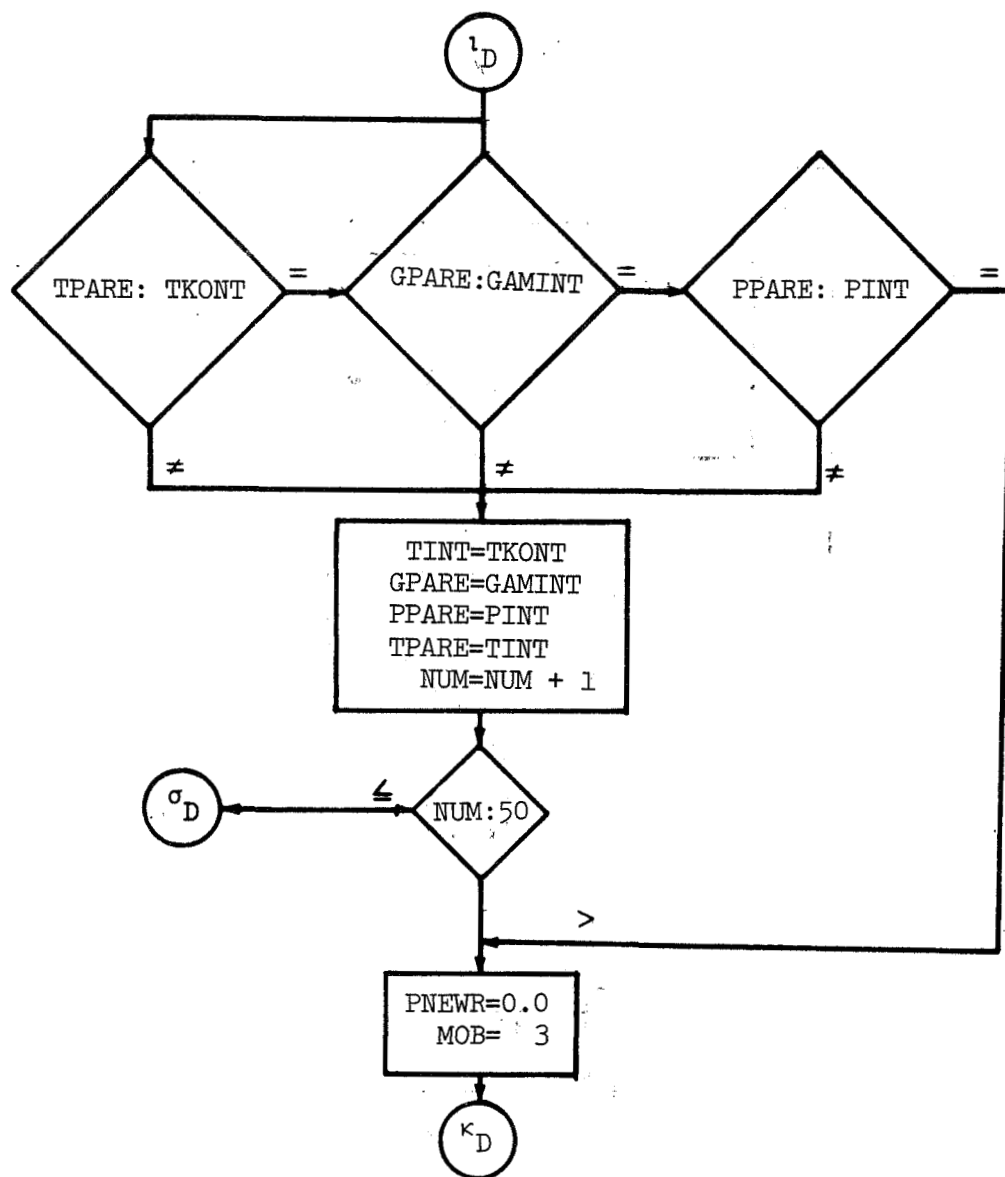 ιD
TPARE: TKONT
=
GPARE:GAMINT
=
PPARE: PINT
=
≠
≠
≠
TINT=TKONT
GPARE=GAMINT
PPARE=PINT
TPARE=TINT
NUM=NUM + 1
σD
≤
NUM:50
>
PNEWR=0.0
MOB= 3
κD